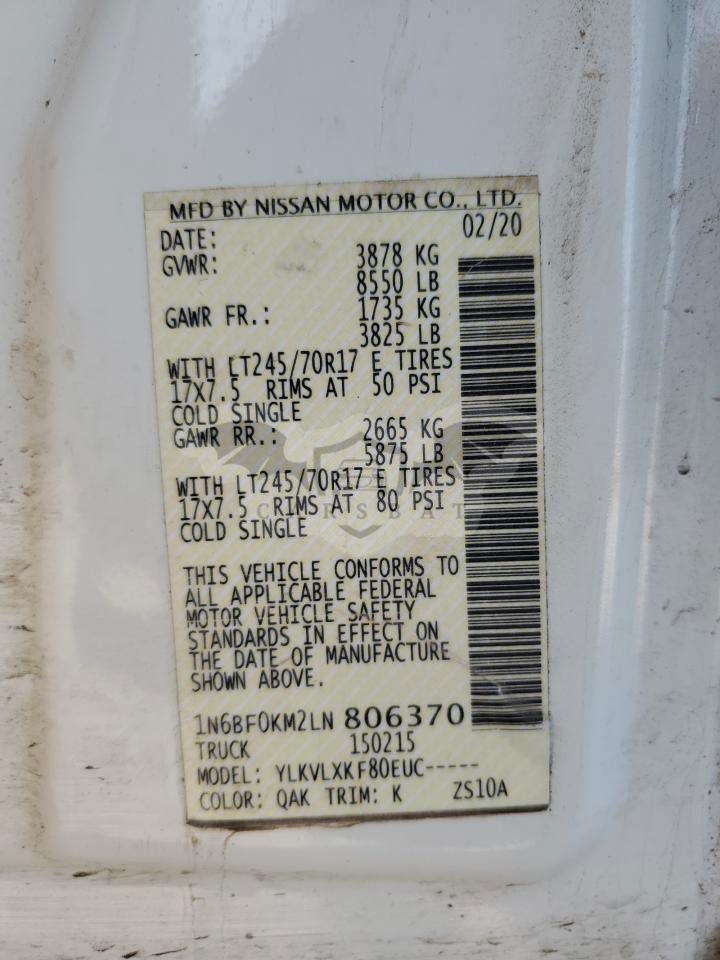 MFD BY NISSAN MOTOR CO., LTD.
DATE: 02/20
GVWR: 3878 KG
8550 LB
GAWR FR.: 1735 KG
3825 LB
WITH LT245/70R17 E TIRES
17X7.5 RIMS AT 50 PSI
COLD SINGLE
GAWR RR.: 2665 KG
5875 LB
WITH LT245/70R17 E TIRES
17X7.5 RIMS AT 80 PSI
COLD SINGLE
CARSBAT
THIS VEHICLE CONFORMS TO
ALL APPLICABLE FEDERAL
MOTOR VEHICLE SAFETY
STANDARDS IN EFFECT ON
THE DATE OF MANUFACTURE
SHOWN ABOVE.
1N6BF0KM2LN 806370
TRUCK 150215
MODEL: YLKVLXKF80EUC-----
COLOR: QAK TRIM: K ZS10A